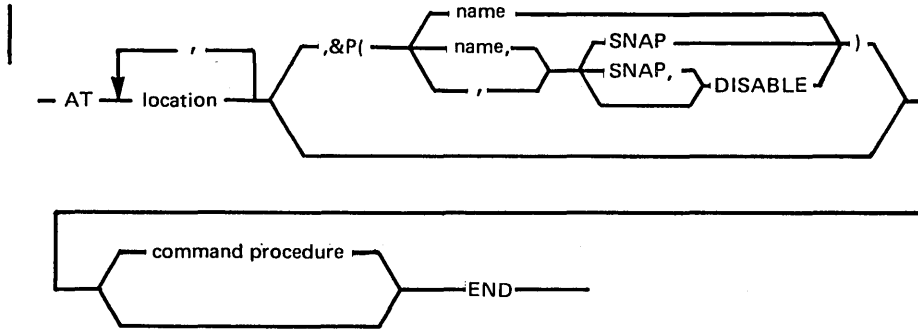 name
,
,&P( name, SNAP )
AT location , SNAP, DISABLE
command procedure
END